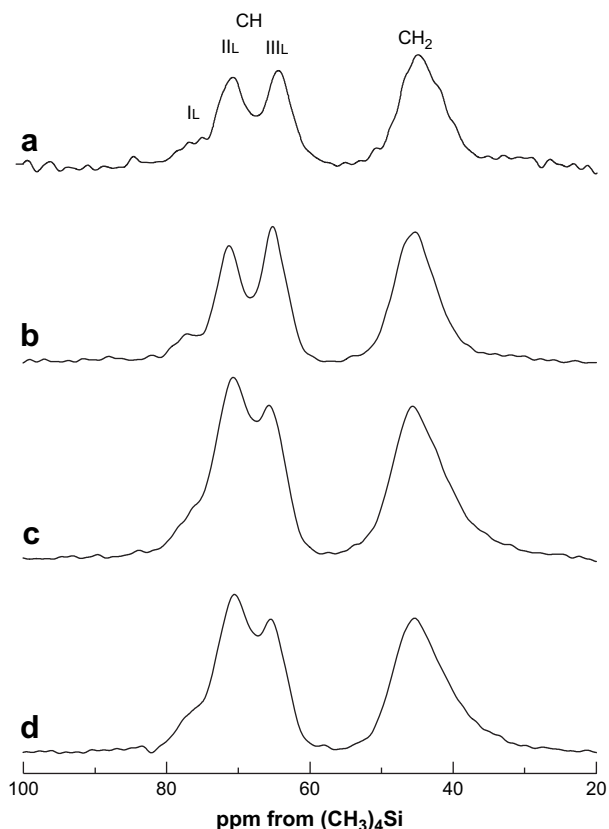 CH
IIL IIIL CH₂
IL
a
b
c
d
100 80 60 40 20
ppm from (CH₃)₄Si